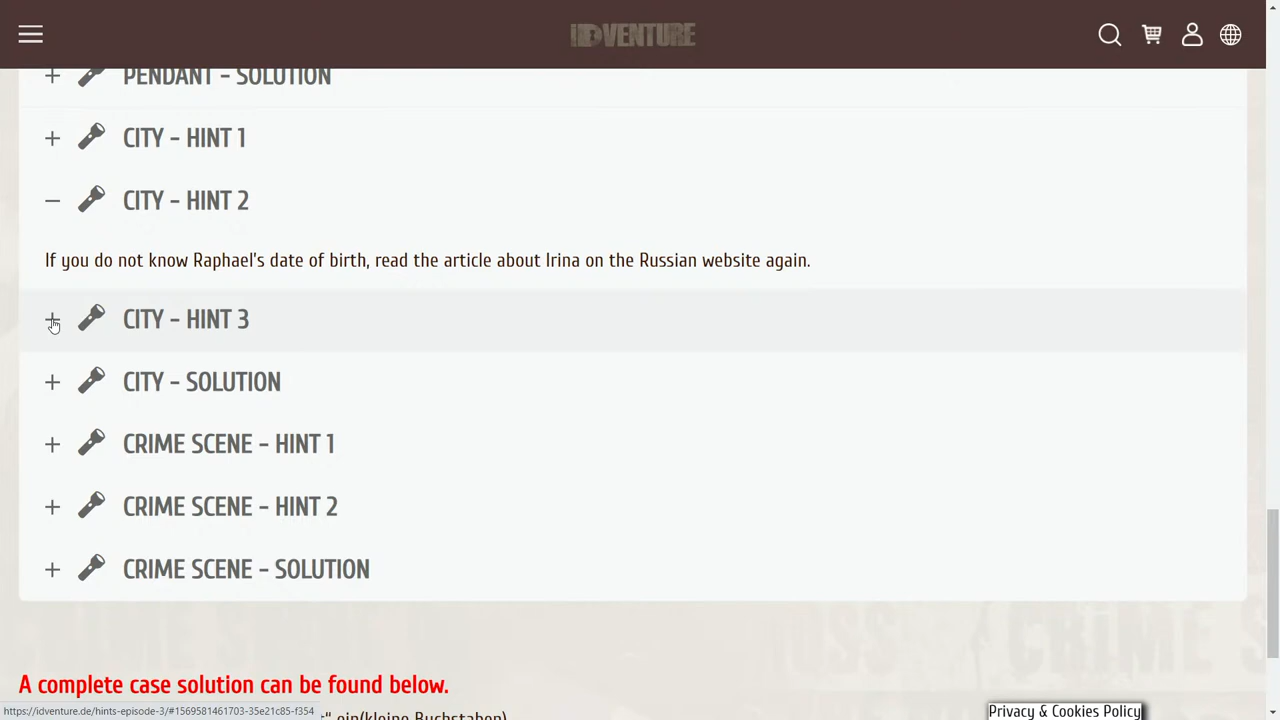 IDVENTURE
PENDANT - SOLUTION
CITY - HINT 1
CITY - HINT 2
If you do not know Raphael's date of birth, read the article about Irina on the Russian website again.
CITY - HINT 3
CITY - SOLUTION
CRIME SCENE - HINT 1
CRIME SCENE - HINT 2
CRIME SCENE - SOLUTION
A complete case solution can be found below.
https://idventure.de/hints-episode-3/#1569581461703-35e21c85-f354
“ ein(kleine Buchstaben)
Privacy & Cookies Policy